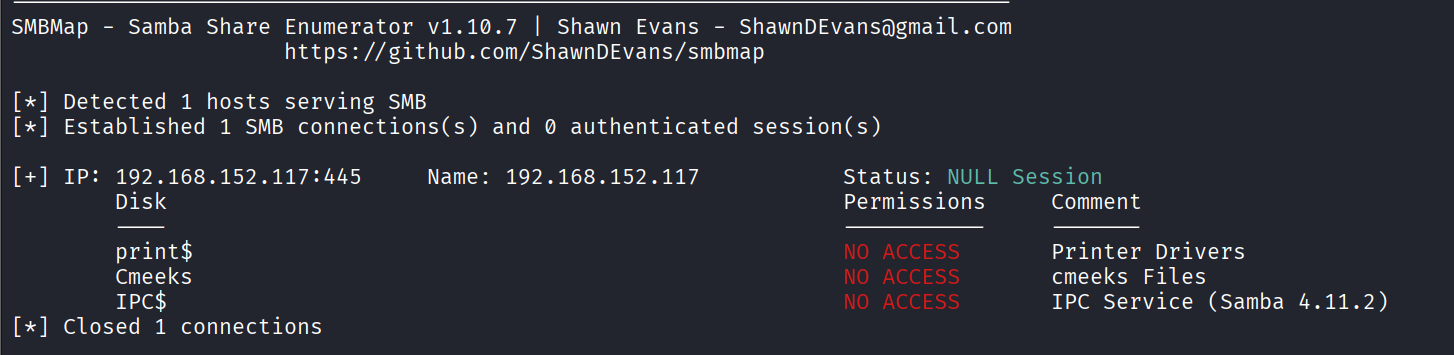 SMBMap - Samba Share Enumerator v1.10.7 | Shawn Evans - ShawnDEvans@gmail.com
https://github.com/ShawnDEvans/smbmap
[*] Detected 1 hosts serving SMB
[*] Established 1 SMB connections(s) and 0 authenticated session(s)
[+] IP: 192.168.152.117:445 Name: 192.168.152.117 Status: NULL Session
Disk Permissions Comment
---- ----------- -------
print$ NO ACCESS Printer Drivers
Cmeeks NO ACCESS cmeeks Files
IPC$ NO ACCESS IPC Service (Samba 4.11.2)
[*] Closed 1 connections